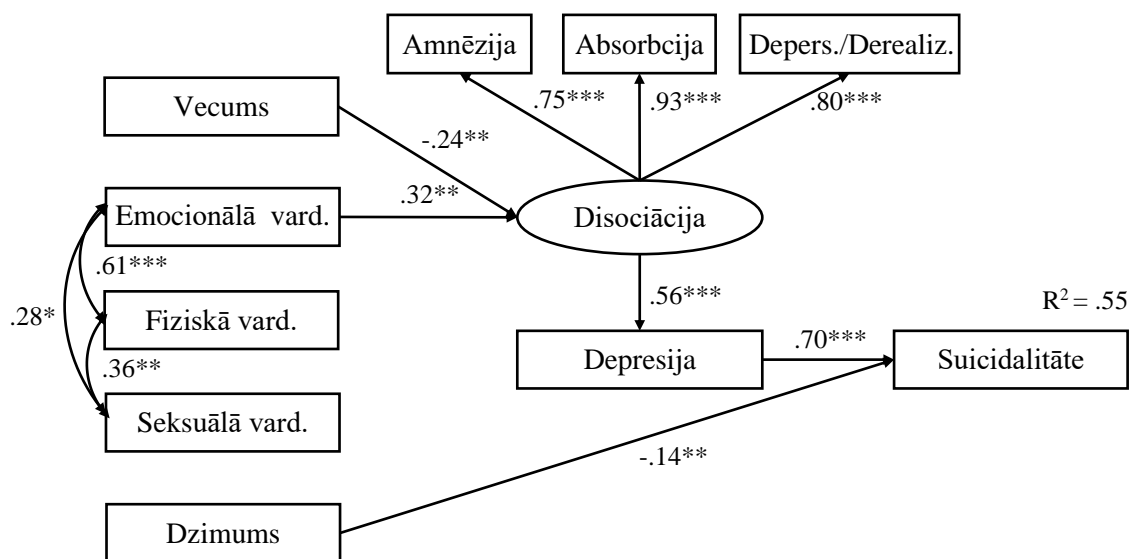 Amnēzija
Absorbcija
Depers./Derealiz.
Vecums
.75***
.93***
.80***
-.24**
Emocionālā vard.
.32**
Disociācija
.61***
.28*
Fiziskā vard.
.56***
R² = .55
.36**
Depresija
.70***
Suicidalitāte
Seksuālā vard.
-.14**
Dzimums